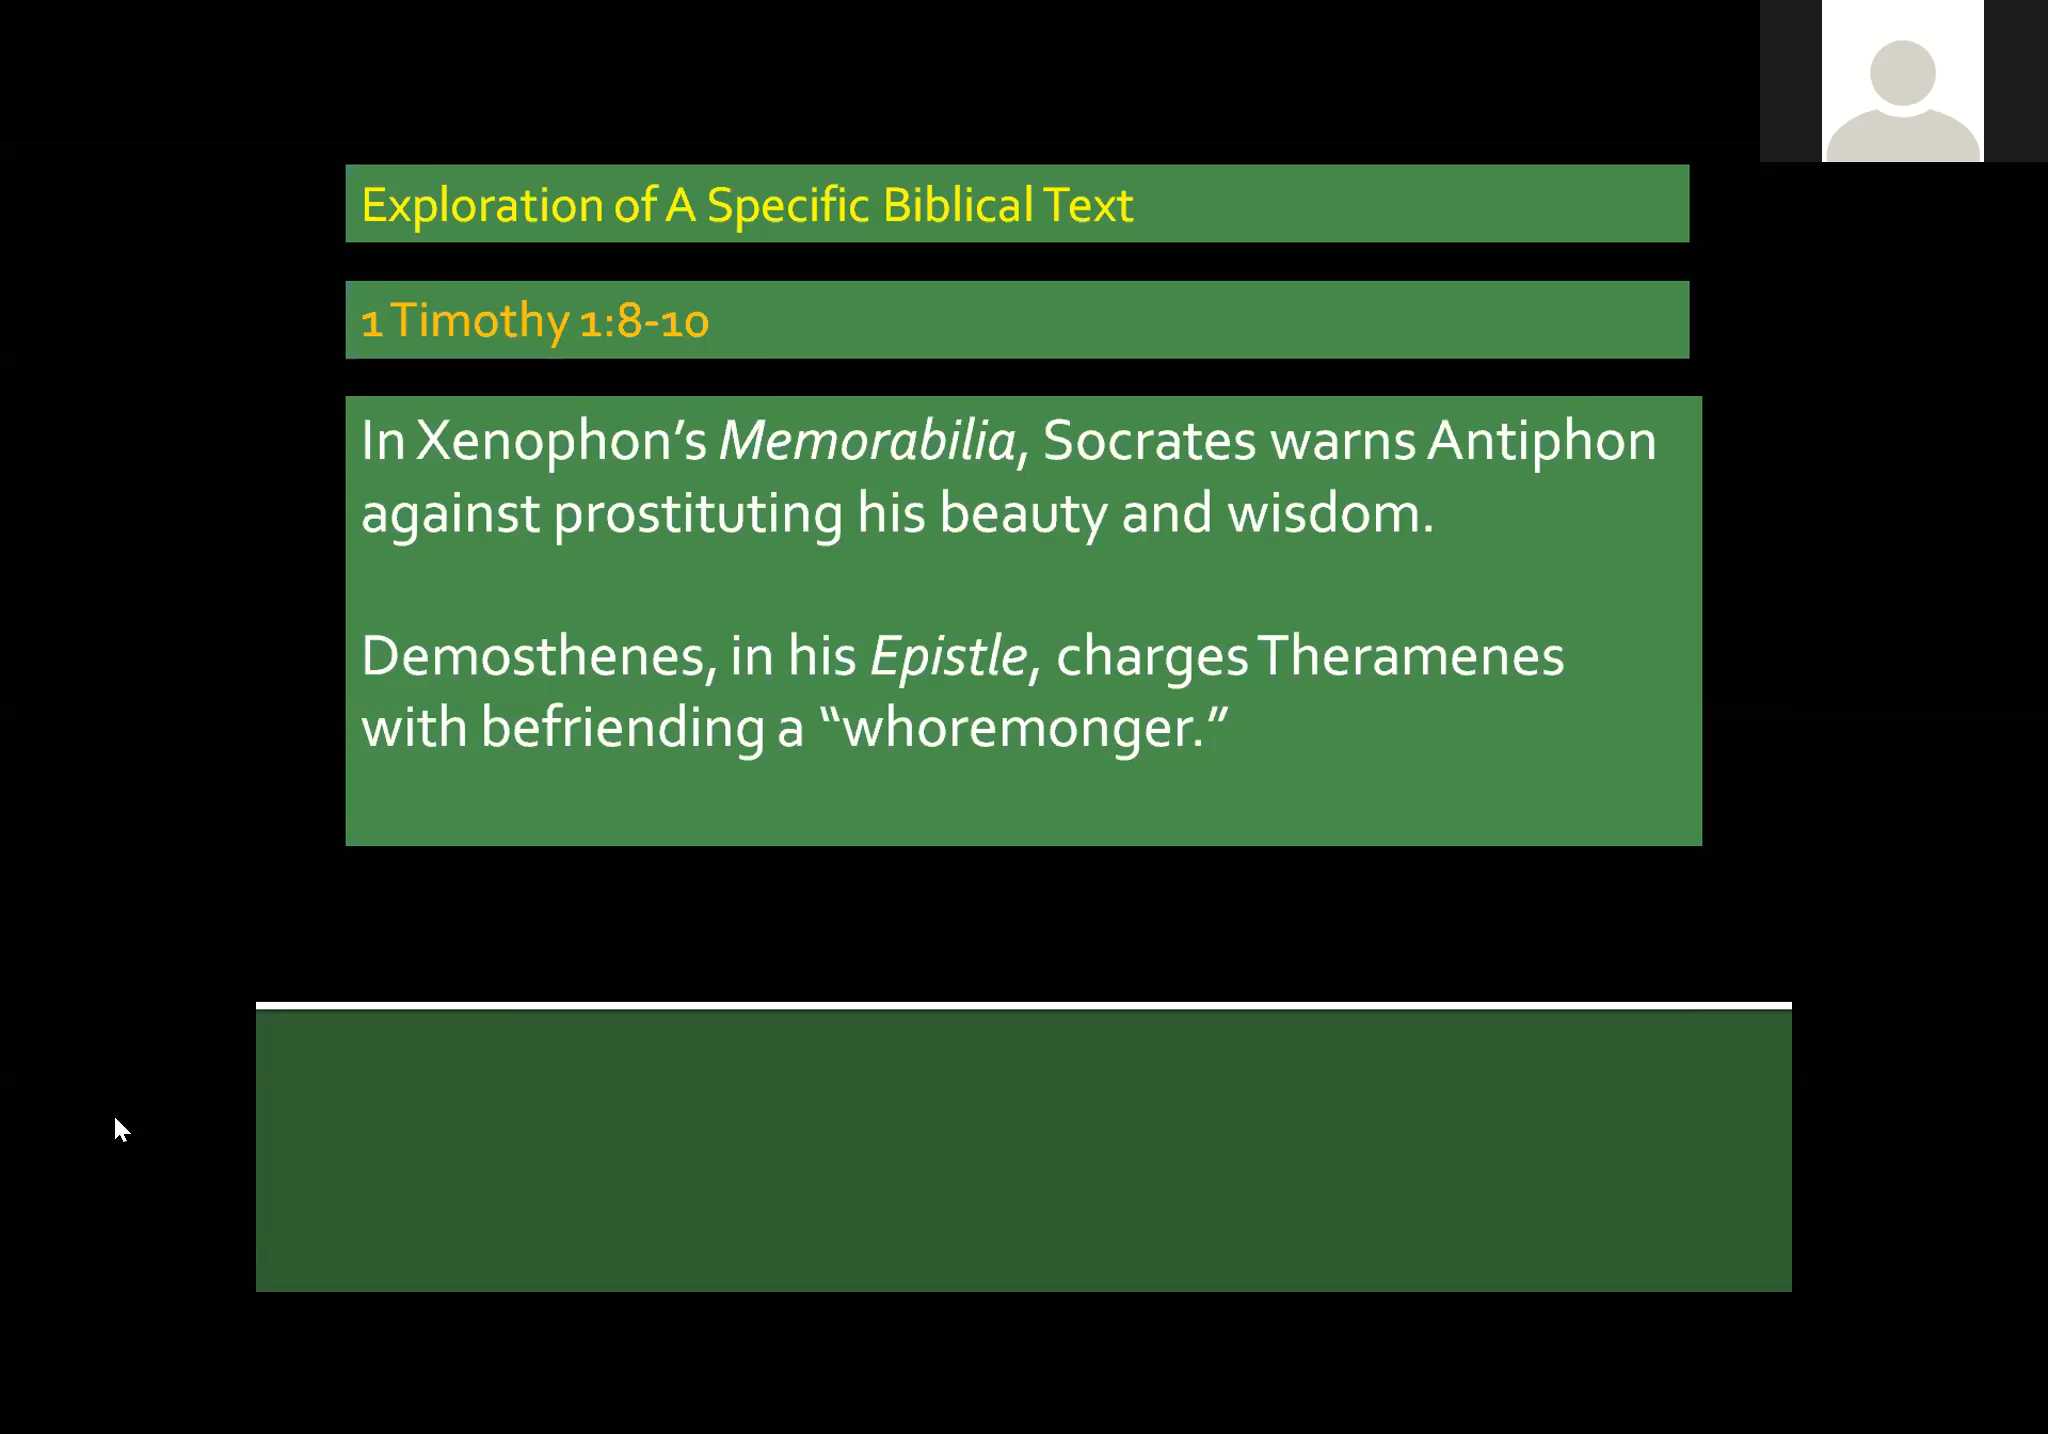 Exploration of A Specific Biblical Text
1 Timothy 1:8-10
In Xenophon’s Memorabilia, Socrates warns Antiphon
against prostituting his beauty and wisdom.
Demosthenes, in his Epistle, charges Theramenes
with befriending a “whoremonger.”